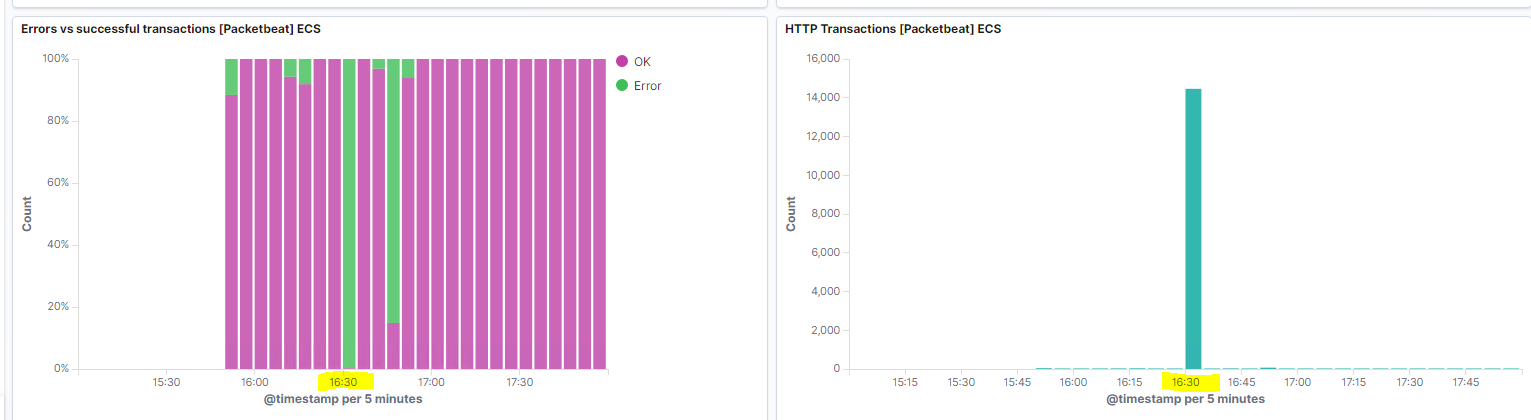 Errors vs successful transactions [Packetbeat] ECS
100%
80%
60%
40%
20%
0%
Count
15:30 16:00 16:30 17:00 17:30
@timestamp per 5 minutes
OK
Error
HTTP Transactions [Packetbeat] ECS
16,000
14,000
12,000
10,000
8,000
6,000
4,000
2,000
0
Count
15:15 15:30 15:45 16:00 16:15 16:30 16:45 17:00 17:15 17:30 17:45
@timestamp per 5 minutes